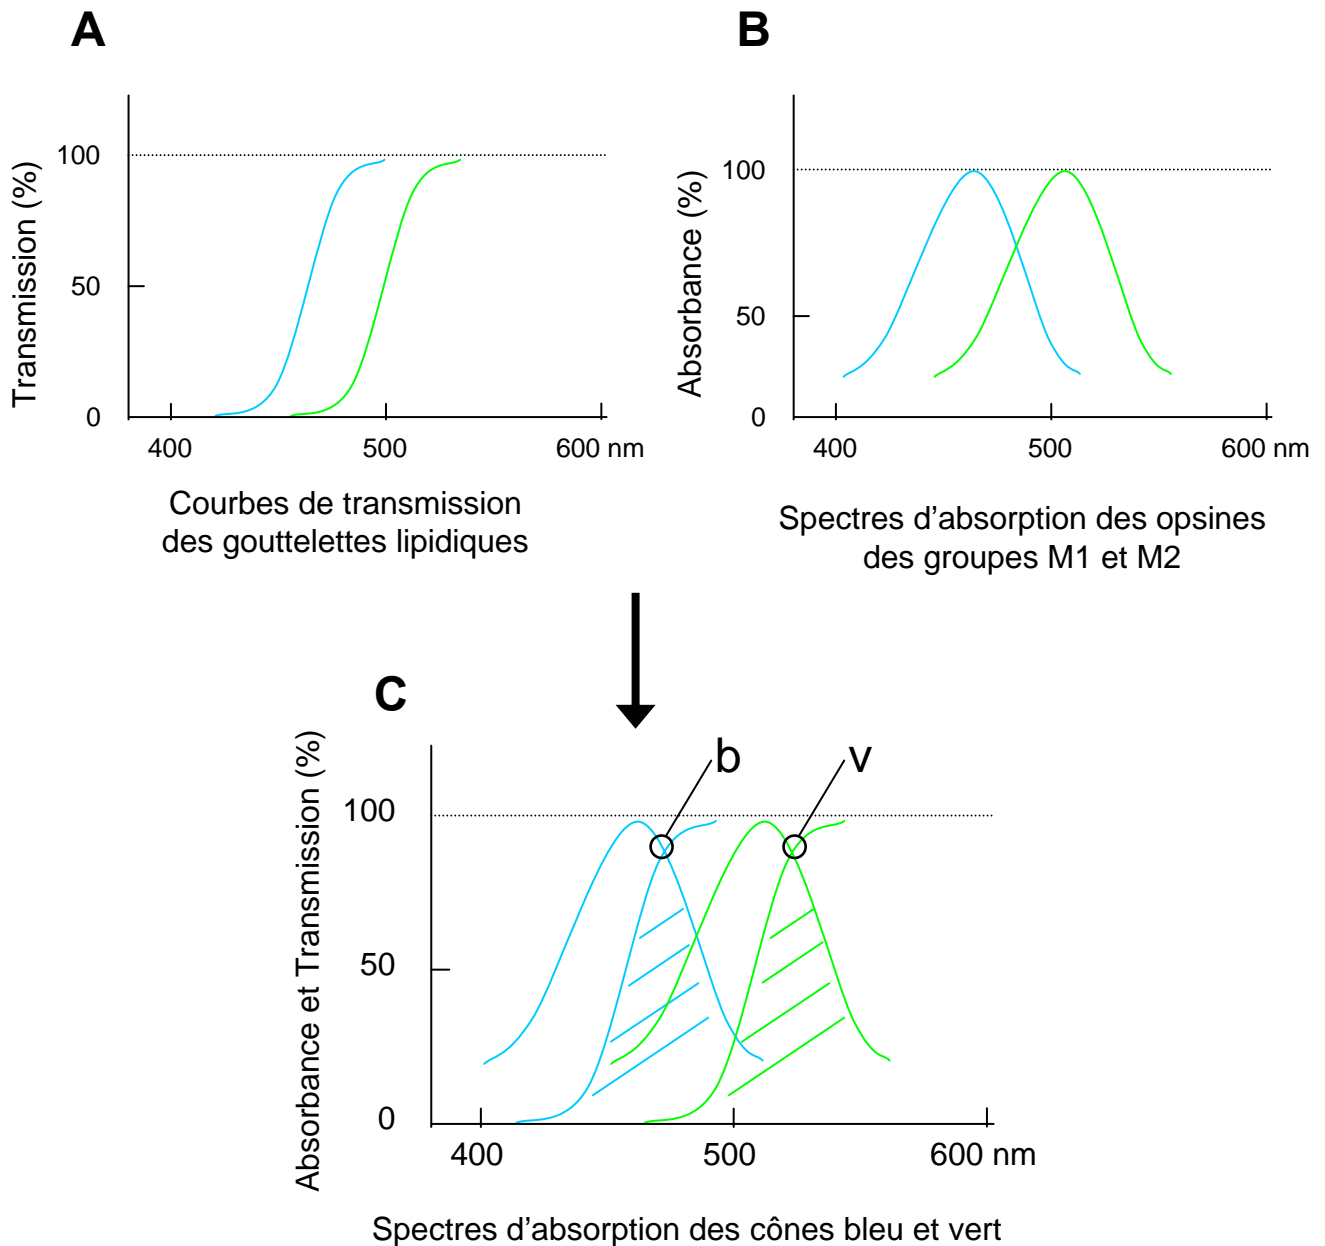 A
Transmission (%)
100
50
0
400
500
600 nm
Courbes de transmission
des gouttelettes lipidiques
B
Absorbance (%)
100
50
0
400
500
600 nm
Spectres d’absorption des opsines
des groupes M1 et M2
C
Absorbance et Transmission (%)
b
v
100
50
0
400
500
600 nm
Spectres d’absorption des cônes bleu et vert